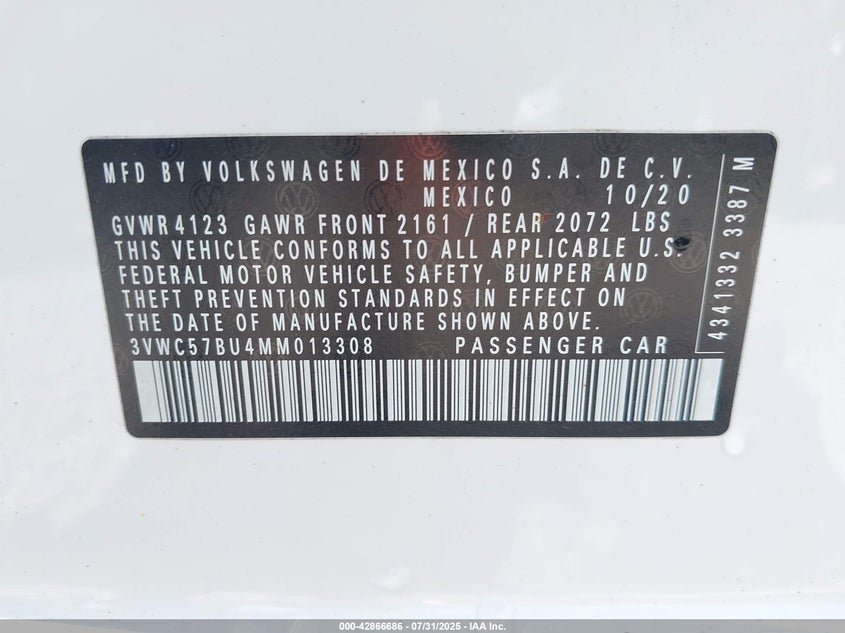 MFD BY VOLKSWAGEN DE MEXICO S.A. DE C.V.
MEXICO 10/20
GVWR 4123 GAWR FRONT 2161 / REAR 2072 LBS
THIS VEHICLE CONFORMS TO ALL APPLICABLE U.S.
FEDERAL MOTOR VEHICLE SAFETY, BUMPER AND
THEFT PREVENTION STANDARDS IN EFFECT ON
THE DATE OF MANUFACTURE SHOWN ABOVE.
3VWC57BU4MM013308 PASSENGER CAR
4341332 3387 M
000-42866686 - 07/31/2025 - IAA Inc.